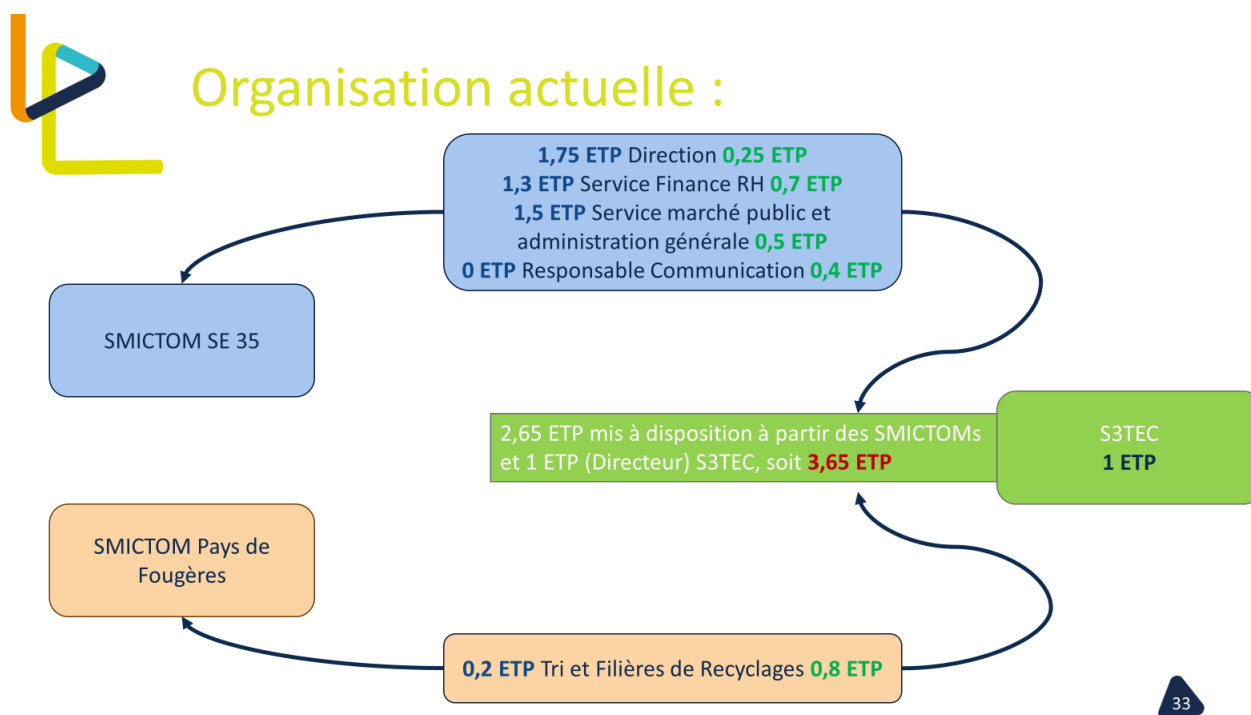 Organisation actuelle :
1,75 ETP Direction 0,25 ETP
1,3 ETP Service Finance RH 0,7 ETP
1,5 ETP Service marché public et
administration générale 0,5 ETP
0 ETP Responsable Communication 0,4 ETP
SMICTOM SE 35
2,65 ETP mis à disposition à partir des SMICTOMs
et 1 ETP (Directeur) S3TEC, soit 3,65 ETP
S3TEC
1 ETP
SMICTOM Pays de
Fougères
0,2 ETP Tri et Filières de Recyclages 0,8 ETP
33